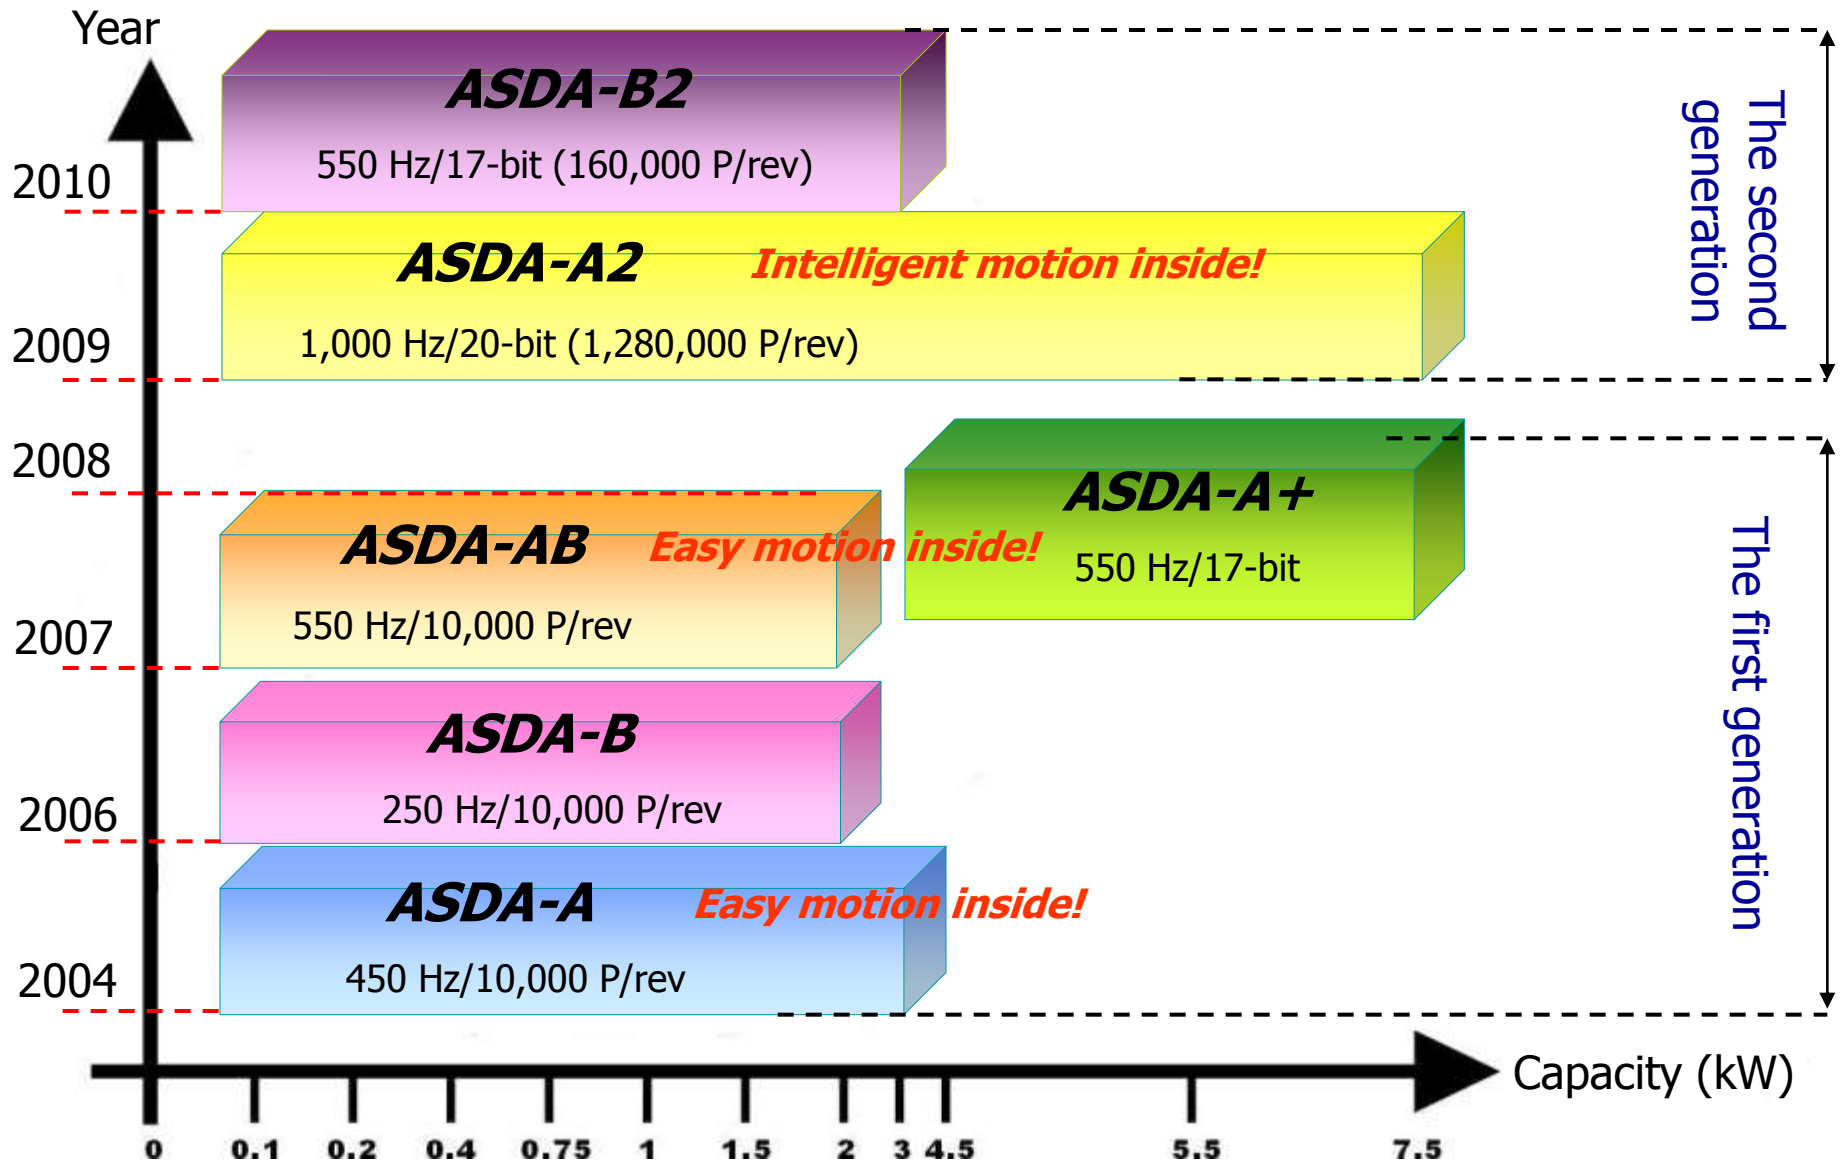 Year
ASDA-B2
550 Hz/17-bit (160,000 P/rev)
2010
ASDA-A2
Intelligent motion inside!
1,000 Hz/20-bit (1,280,000 P/rev)
2009
The second
generation
2008
ASDA-A+
550 Hz/17-bit
ASDA-AB
Easy motion inside!
550 Hz/10,000 P/rev
2007
The first generation
ASDA-B
250 Hz/10,000 P/rev
2006
ASDA-A
Easy motion inside!
450 Hz/10,000 P/rev
2004
Capacity (kW)
0 0.1 0.2 0.4 0.75 1 1.5 2 3 4.5 5.5 7.5